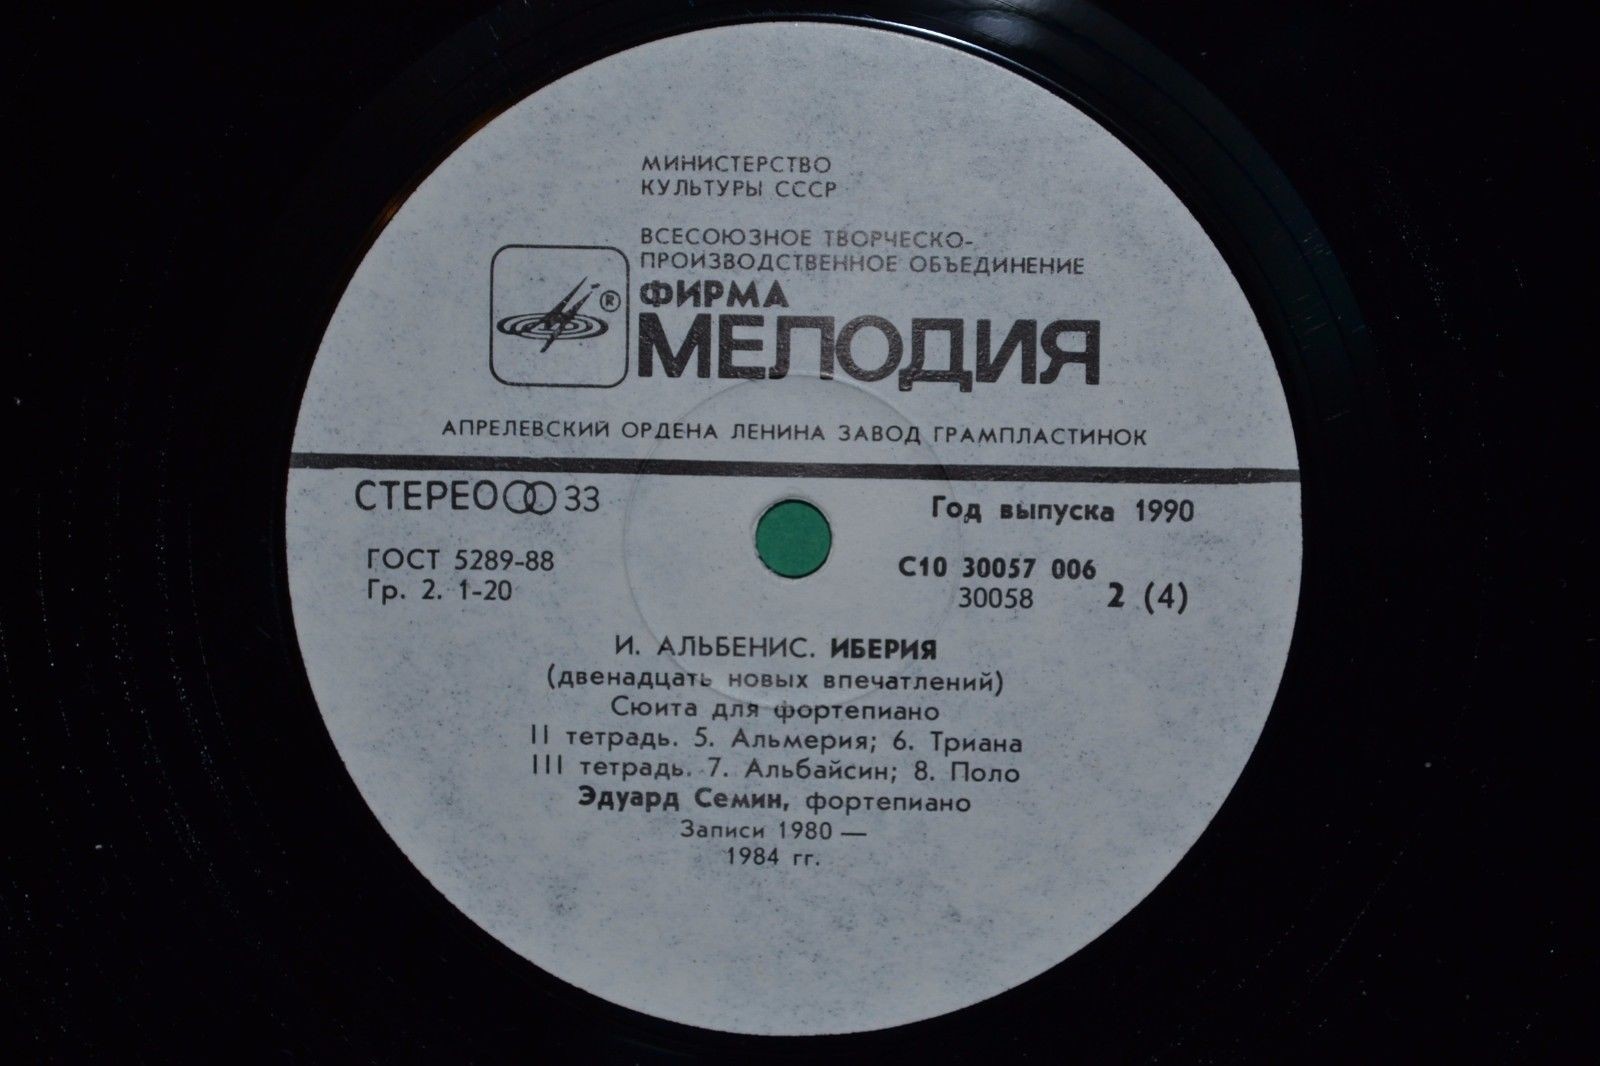 МИНИСТЕРСТВО
КУЛЬТУРЫ СССР
ВСЕСОЮЗНОЕ ТВОРЧЕСКО-
ПРОИЗВОДСТВЕННОЕ ОБЪЕДИНЕНИЕ
®
ФИРМА
МЕЛОДИЯ
АПРЕЛЕВСКИЙ ОРДЕНА ЛЕНИНА ЗАВОД ГРАМПЛАСТИНОК
СТЕРЕО 33
Год выпуска 1990
ГОСТ 5289-88
Гр. 2. 1-20
С10 30057 006
30058 2 (4)
И. АЛЬБЕНИС. ИБЕРИЯ
(двенадцать новых впечатлений)
Сюита для фортепиано
II тетрадь. 5. Альмерия; 6. Триана
III тетрадь. 7. Альбайсин; 8. Поло
Эдуард Семин, фортепиано
Записи 1980 —
1984 гг.